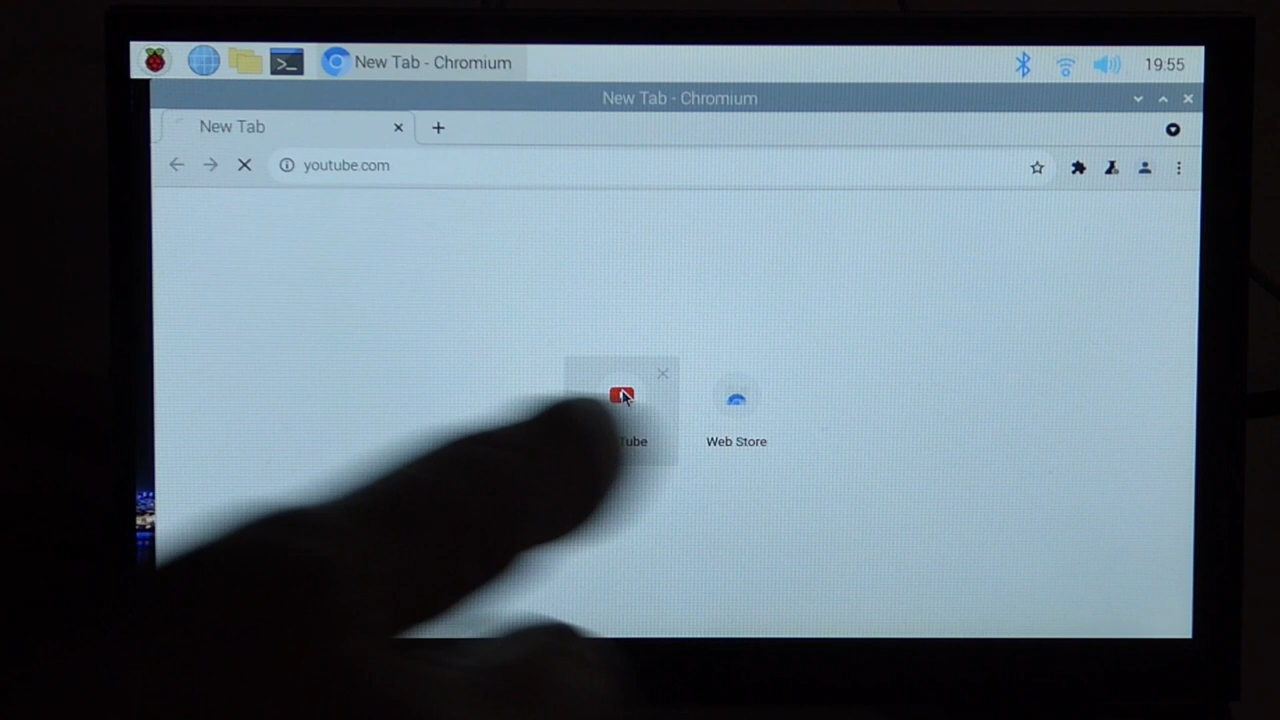 New Tab - Chromium
19:55
New Tab - Chromium
New Tab
youtube.com
Tube
Web Store